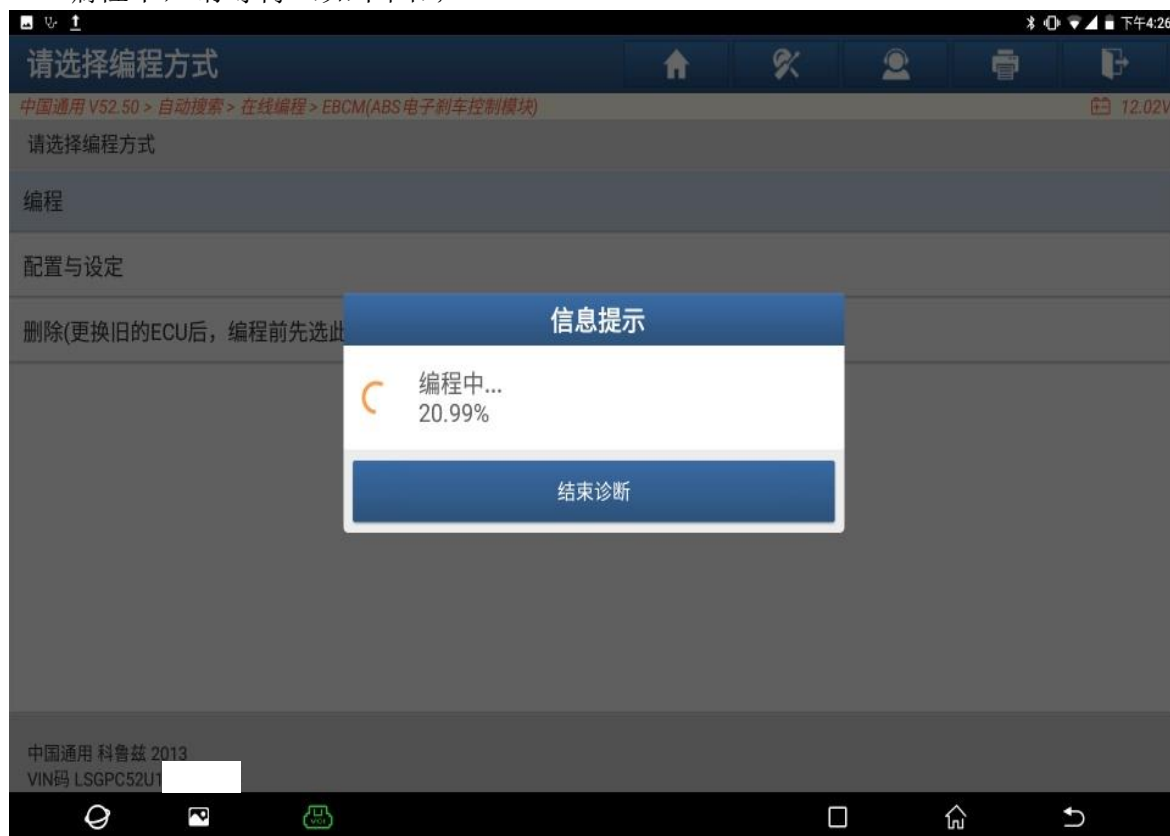 下午4:26
请选择编程方式
中国通用 V52.50 > 自动搜索 > 在线编程 > EBCM(ABS电子刹车控制模块)
12.02V
请选择编程方式
编程
配置与设定
删除(更换旧的ECU后，编程前先选此
信息提示
编程中...
20.99%
结束诊断
中国通用 科鲁兹 2013
VIN码 LSGPC52U1
VCI